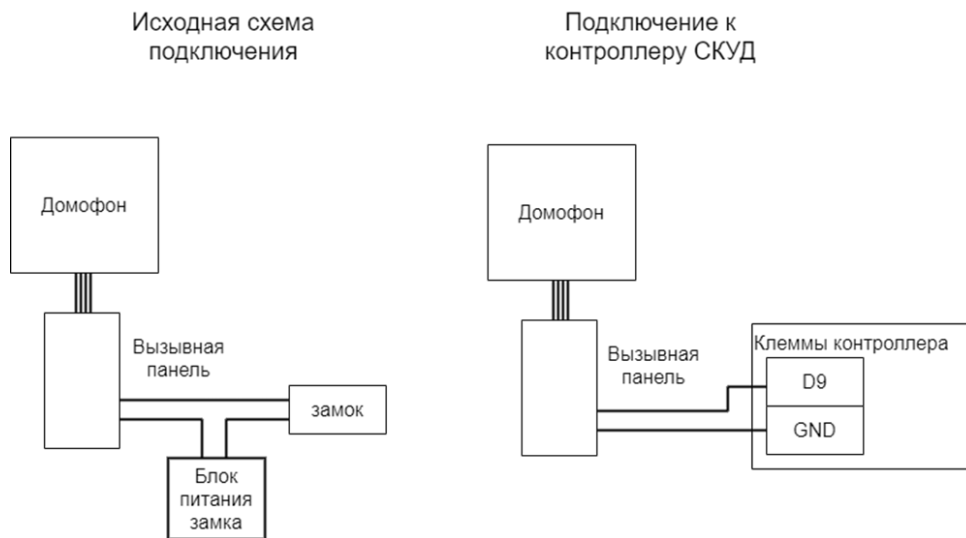 Исходная схема
подключения
Подключение к
контроллеру СКУД
Домофон
Вызывная
панель
замок
Блок
питания
замка
Домофон
Вызывная
панель
Клеммы контроллера
D9
GND